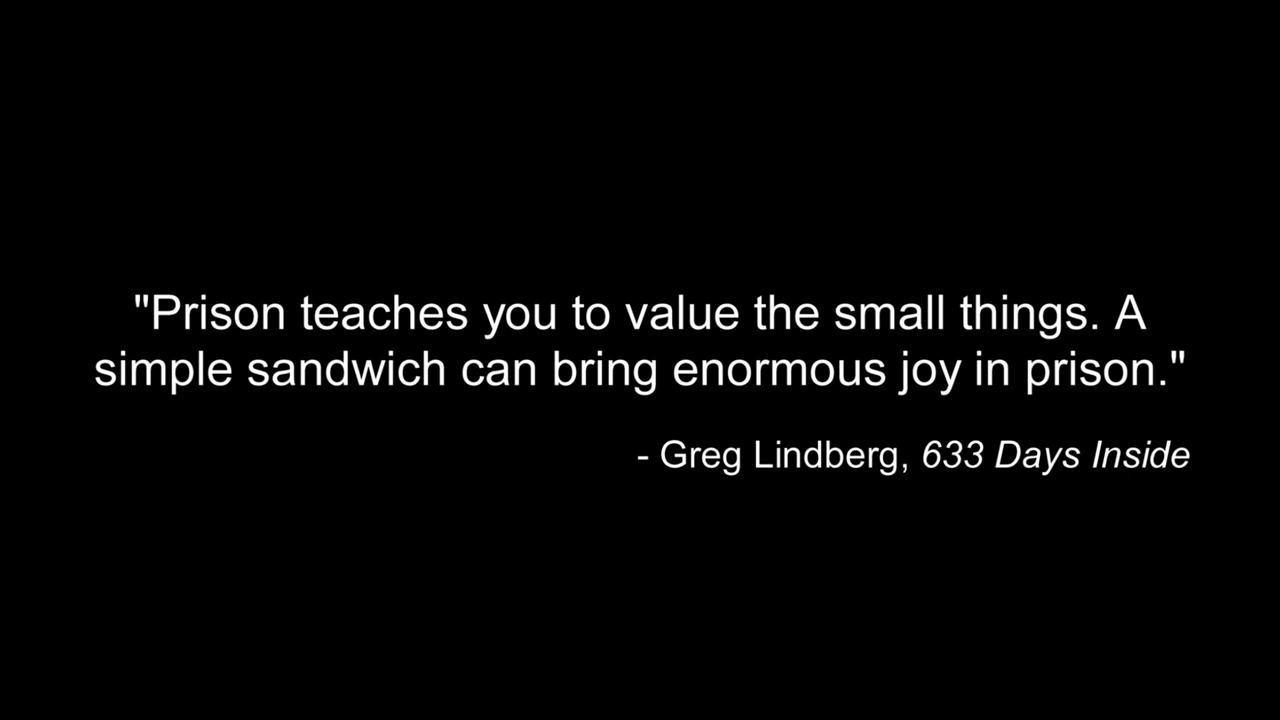 "Prison teaches you to value the small things. A
simple sandwich can bring enormous joy in prison."
- Greg Lindberg, 633 Days Inside